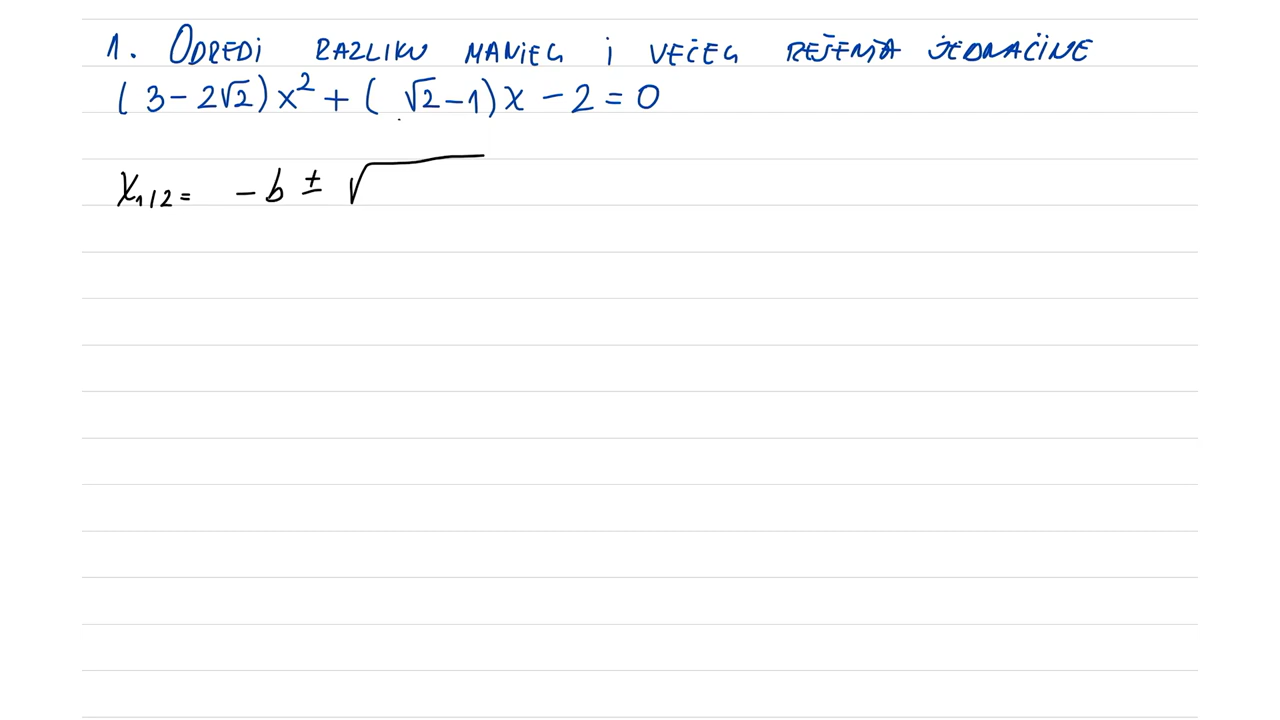 1. ODREDI RAZLIKU MANJEG I VEĆEG REŠENJA JEDNAČINE
(3-2√2)x²+(√2-1)x-2=0
x₁/₂= -b±√